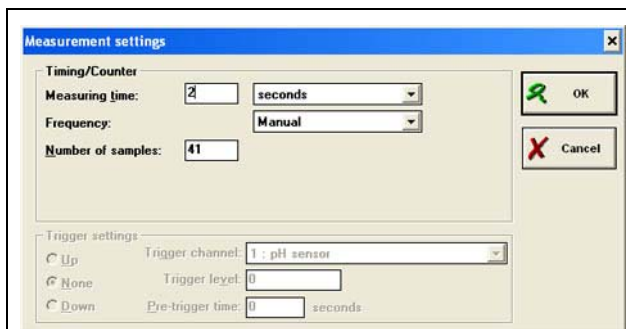 Measurement settings
Timing/Counter
Measuring time: 2 seconds
OK
Frequency: Manual
Number of samples: 41
Cancel
Trigger settings
Up
Trigger channel: 1 : pH sensor
None
Trigger level: 0
Down
Pre-trigger time: 0 seconds